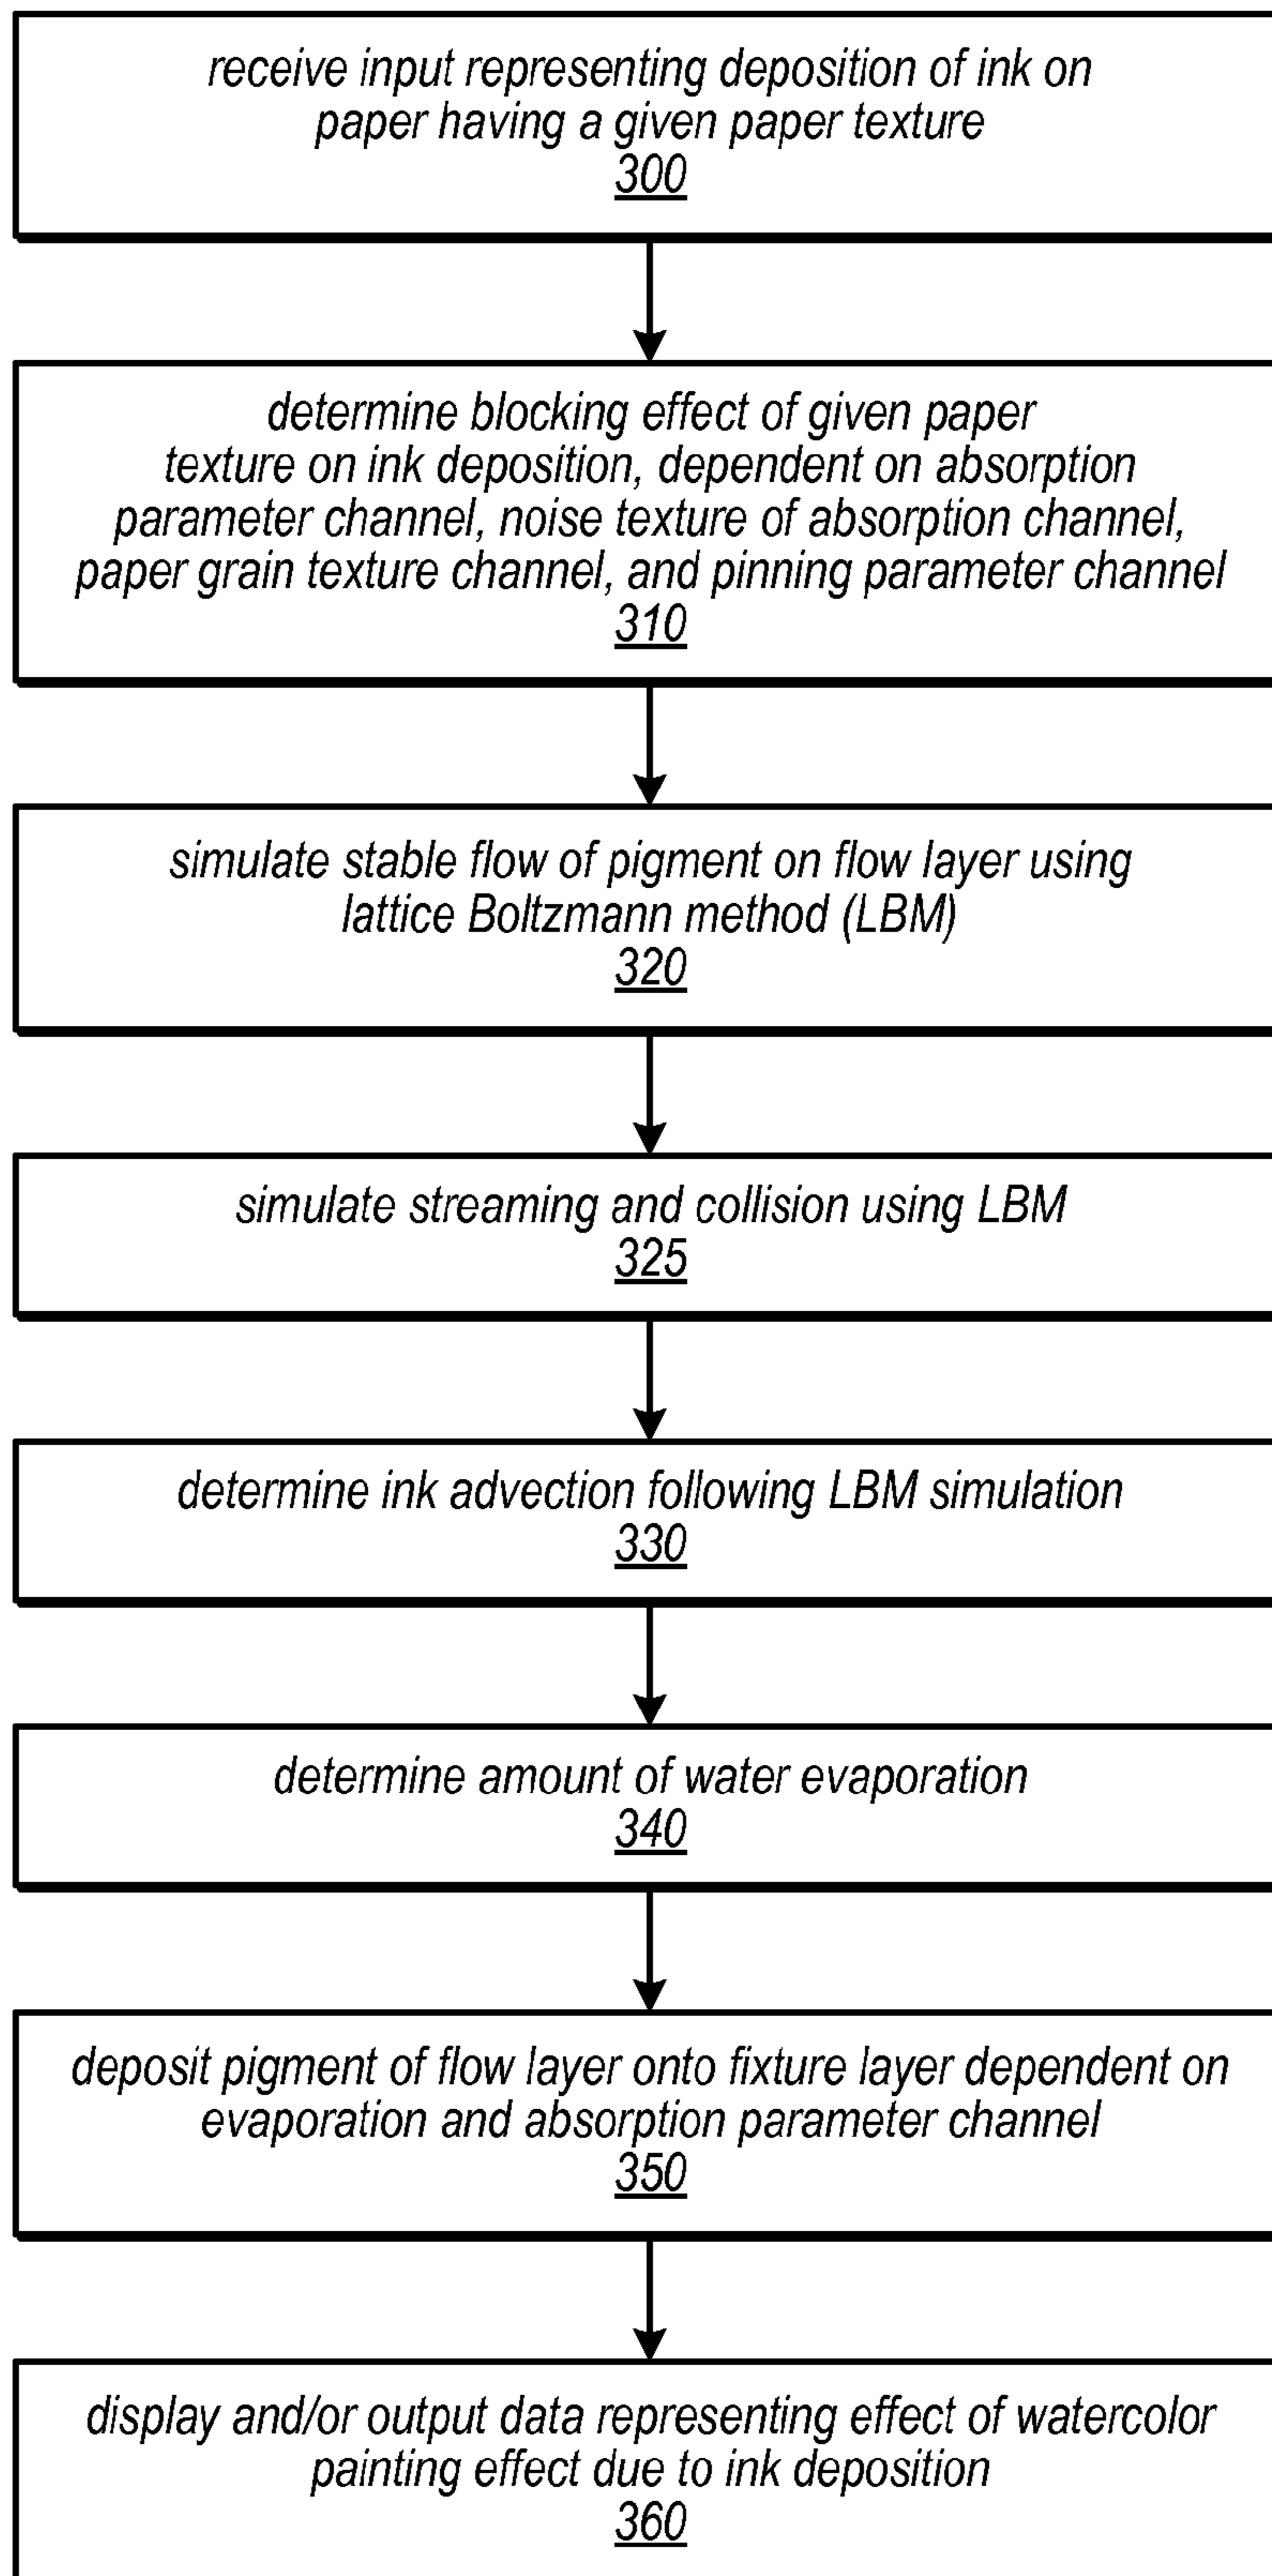 receive input representing deposition of ink on
paper having a given paper texture
300
determine blocking effect of given paper
texture on ink deposition, dependent on absorption
parameter channel, noise texture of absorption channel,
paper grain texture channel, and pinning parameter channel
310
simulate stable flow of pigment on flow layer using
lattice Boltzmann method (LBM)
320
simulate streaming and collision using LBM
325
determine ink advection following LBM simulation
330
determine amount of water evaporation
340
deposit pigment of flow layer onto fixture layer dependent on
evaporation and absorption parameter channel
350
display and/or output data representing effect of watercolor
painting effect due to ink deposition
360